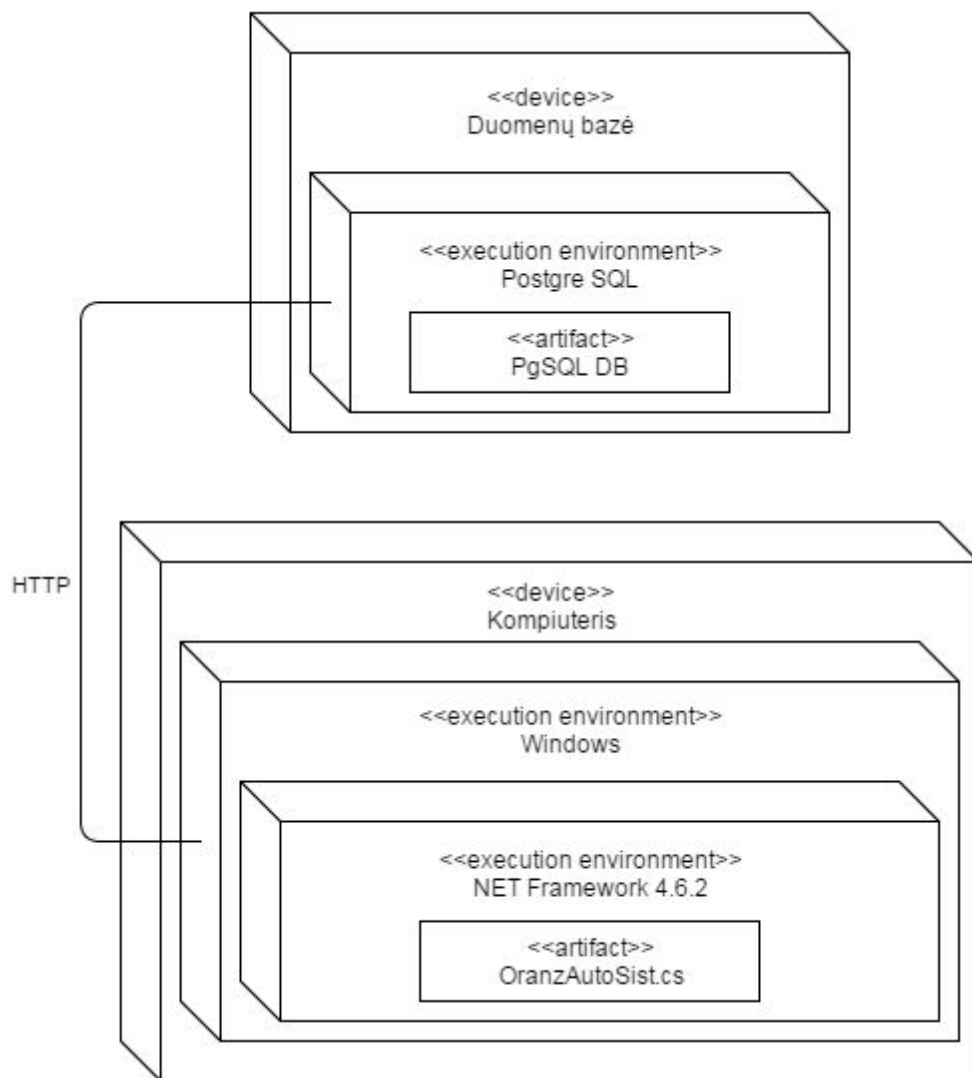 <<device>>
Duomenų bazė
<<execution environment>>
Postgre SQL
<<artifact>>
PgSQL DB
HTTP
<<device>>
Kompiuteris
<<execution environment>>
Windows
<<execution environment>>
NET Framework 4.6.2
<<artifact>>
OranzAutoSist.cs